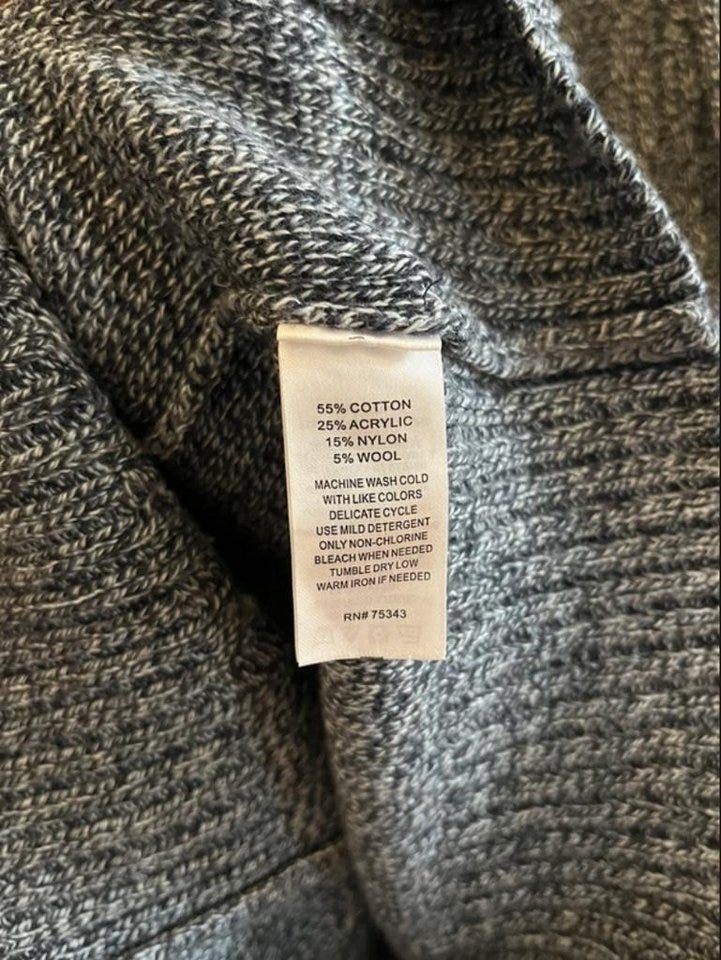 55% COTTON
25% ACRYLIC
15% NYLON
5% WOOL
MACHINE WASH COLD
WITH LIKE COLORS
DELICATE CYCLE
USE MILD DETERGENT
ONLY NON-CHLORINE
BLEACH WHEN NEEDED
TUMBLE DRY LOW
WARM IRON IF NEEDED
RN# 75343